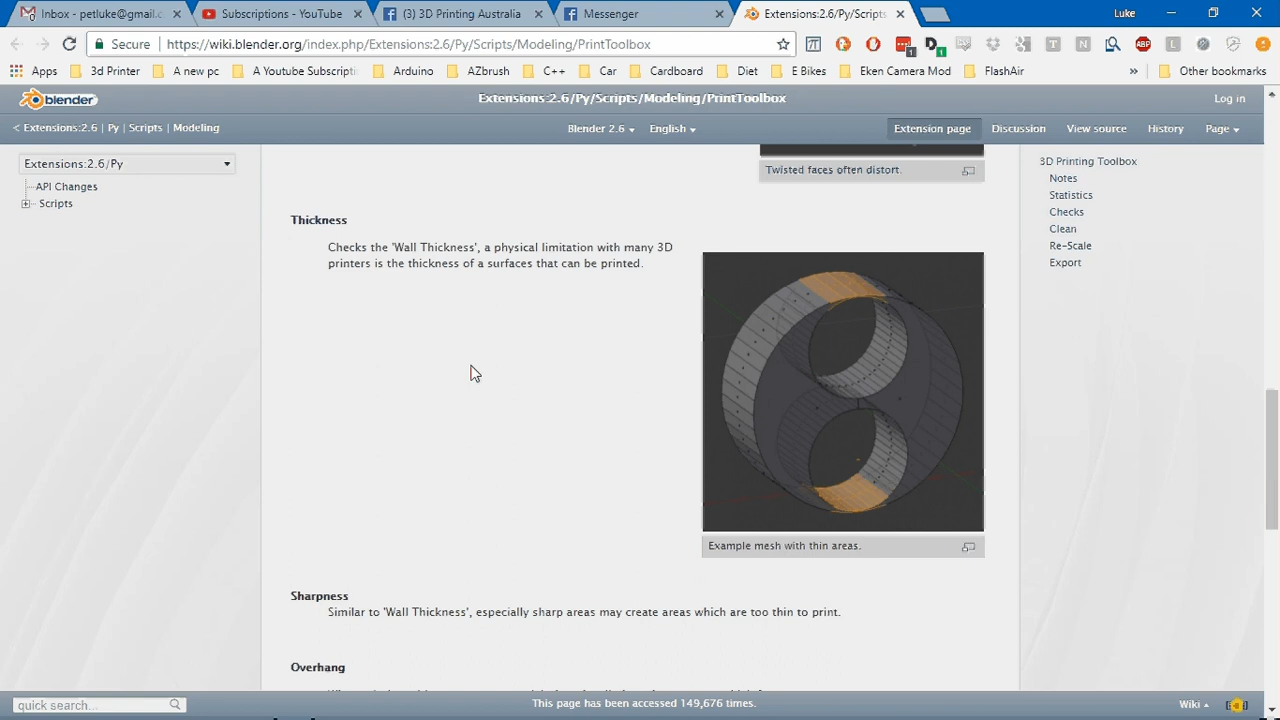 Inbox - petluke@gmail.c
Subscriptions - YouTube
(3) 3D Printing Australia
Messenger
Extensions:2.6/Py/Scripts
Luke
Secure
https://wiki.blender.org/index.php/Extensions:2.6/Py/Scripts/Modeling/PrintToolbox
Apps
3d Printer
A new pc
A Youtube Subscripti
Arduino
AZbrush
C++
Car
Cardboard
Diet
E Bikes
Eken Camera Mod
FlashAir
»
Other bookmarks
blender
Extensions:2.6/Py/Scripts/Modeling/PrintToolbox
Log in
< Extensions:2.6 | Py | Scripts | Modeling
Blender 2.6
English
Extension page
Discussion
View source
History
Page
Extensions:2.6/Py
API Changes
Scripts
Twisted faces often distort.
3D Printing Toolbox
Notes
Statistics
Checks
Clean
Re-Scale
Export
Thickness
Checks the 'Wall Thickness', a physical limitation with many 3D
printers is the thickness of a surfaces that can be printed.
Example mesh with thin areas.
Sharpness
Similar to 'Wall Thickness', especially sharp areas may create areas which are too thin to print.
Overhang
quick search...
This page has been accessed 149,676 times.
Wiki